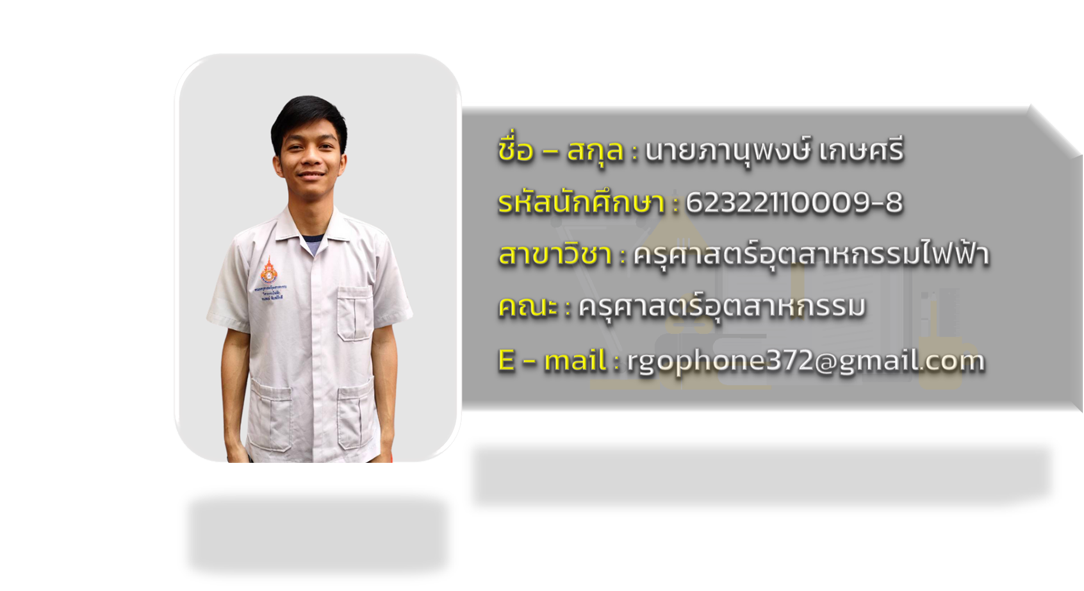 ชื่อ – สกุล : นายภานุพงษ์ เกษศรี
รหัสนักศึกษา : 62322110009-8
สาขาวิชา : ครุศาสตร์อุตสาหกรรมไฟฟ้า
คณะ : ครุศาสตร์อุตสาหกรรม
E - mail : rgophone372@gmail.com